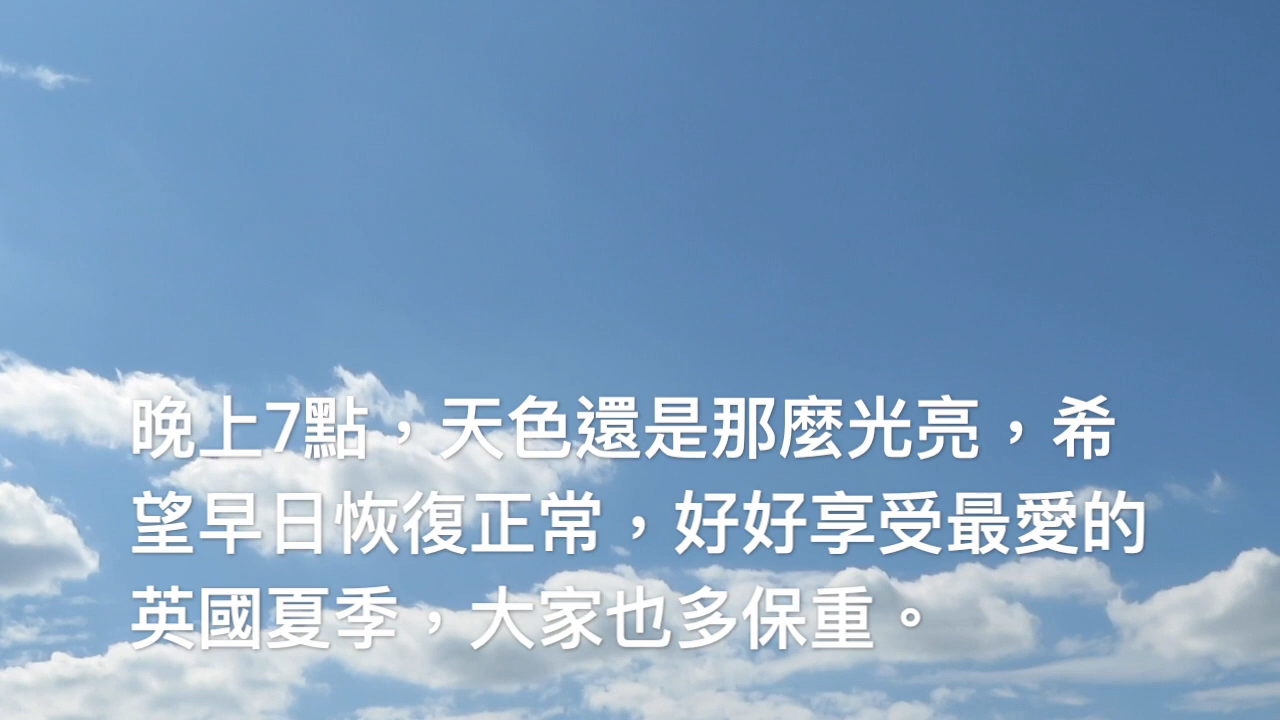 晚上7點，天色還是那麼光亮，希
望早日恢復正常，好好享受最愛的
英國夏季，大家也多保重。